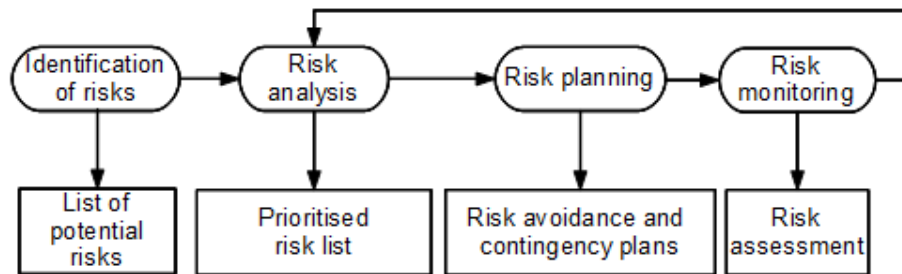 Identification
of risks
Risk
analysis
Risk planning
Risk
monitoring
List of
potential
risks
Prioritised
risk list
Risk avoidance and
contingency plans
Risk
assessment